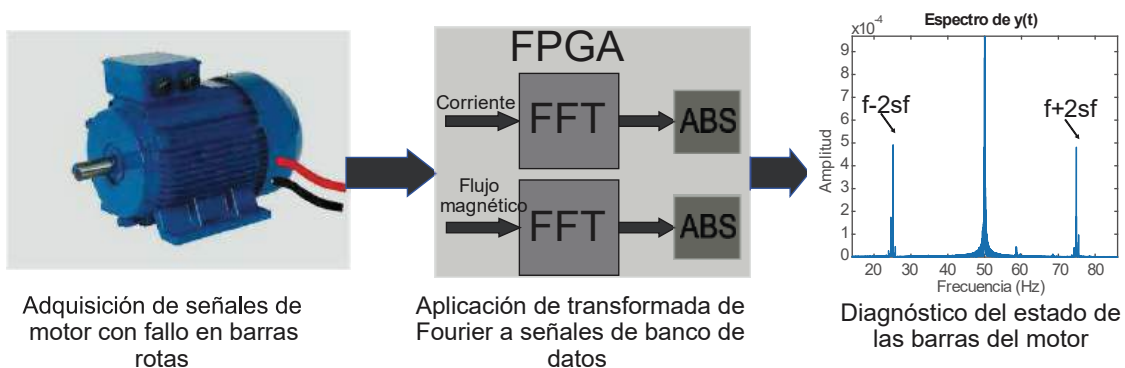 FPGA
Corriente
FFT
ABS
Flujo
magnético
FFT
ABS
Espectro de y(t)
x10-4
9
8
7
6
5
4
3
2
1
0
Amplitud
f-2sf
f+2sf
20 30 40 50 60 70 80
Frecuencia (Hz)
Adquisición de señales de
motor con fallo en barras
rotas
Aplicación de transformada de
Fourier a señales de banco de
datos
Diagnóstico del estado de
las barras del motor